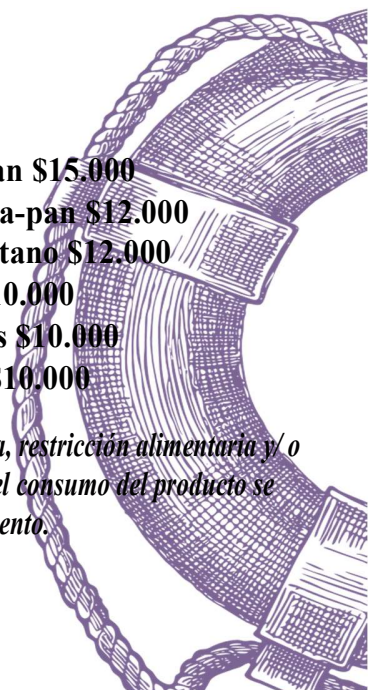 an $15.000
a-pan $12.000
tano $12.000
0.000
s $10.000
$10.000
a, restricción alimentaria y/ o
el consumo del producto se
ento.